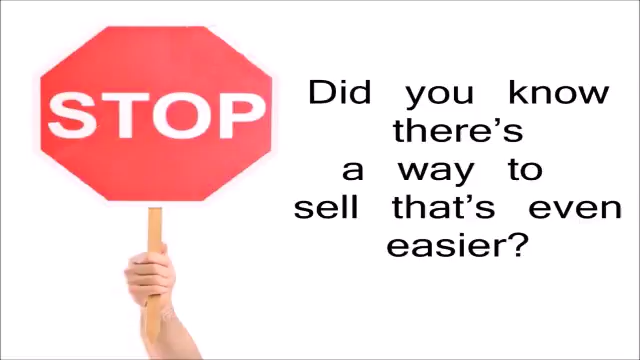 STOP
Did you know
there's
a way to
sell that's even
easier?